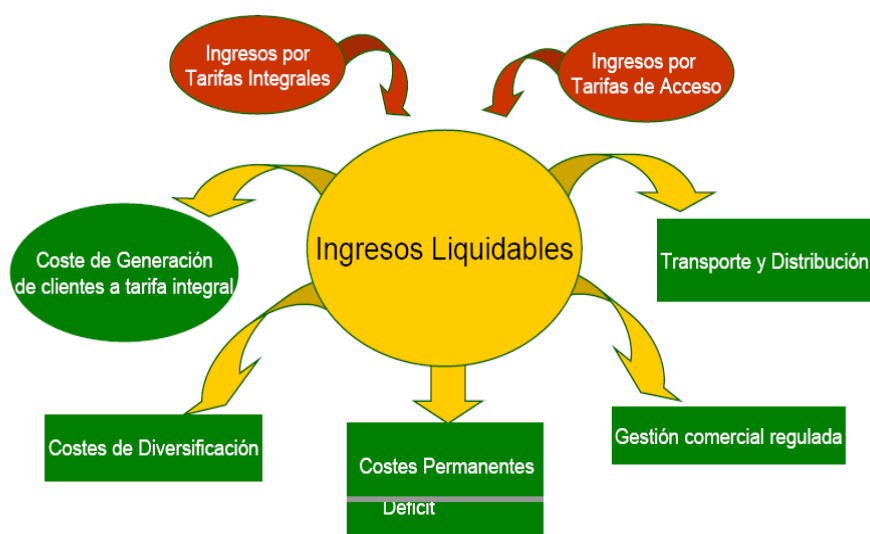 Ingresos por
Tarifas Integrales
Ingresos por
Tarifas de Acceso
Ingresos Liquidables
Coste de Generación
de clientes a tarifa integral
Transporte y Distribución
Costes de Diversificación
Costes Permanentes
Déficit
Gestión comercial regulada